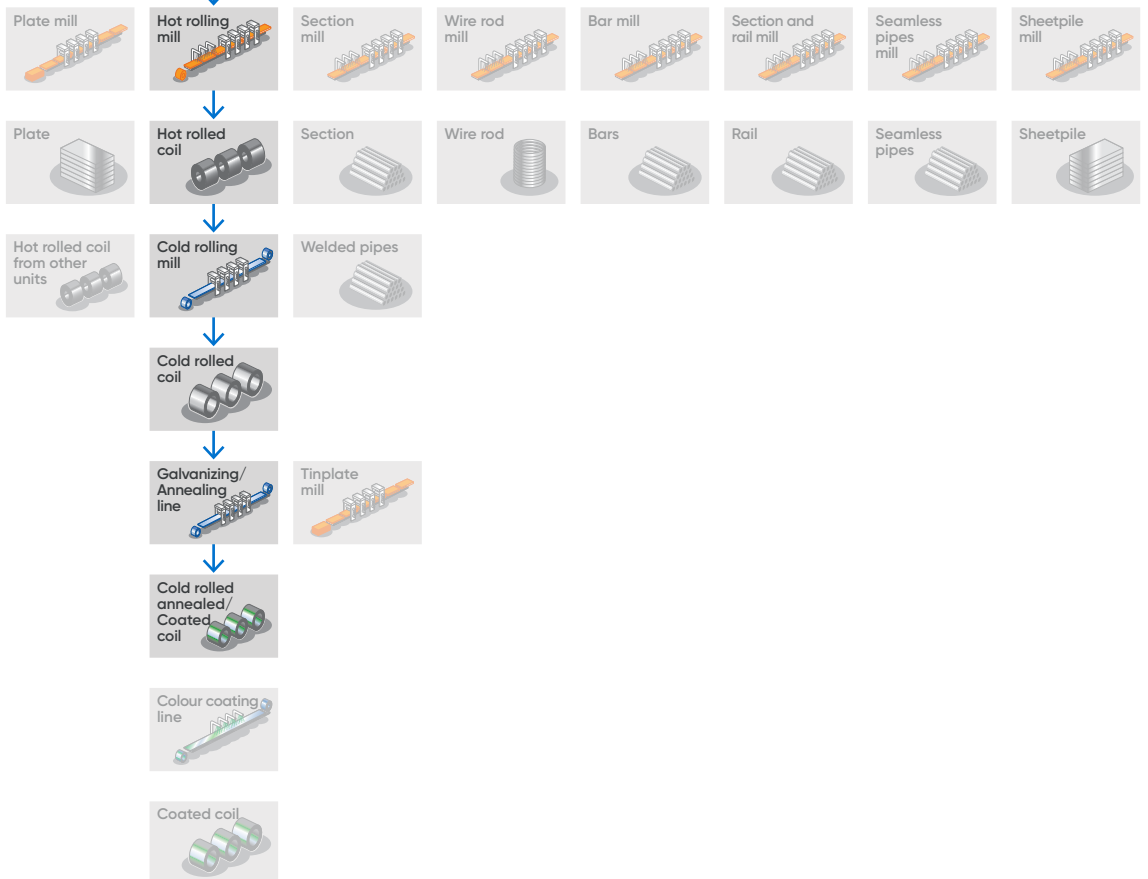 Plate mill
Hot rolling
mill
Section
mill
Wire rod
mill
Bar mill
Section and
rail mill
Seamless
pipes
mill
Sheetpile
mill
Plate
Hot rolled
coil
Section
Wire rod
Bars
Rail
Seamless
pipes
Sheetpile
Hot rolled coil
from other
units
Cold rolling
mill
Welded pipes
Cold rolled
coil
Galvanizing/
Annealing
line
Tinplate
mill
Cold rolled
annealed/
Coated
coil
Colour coating
line
Coated coil